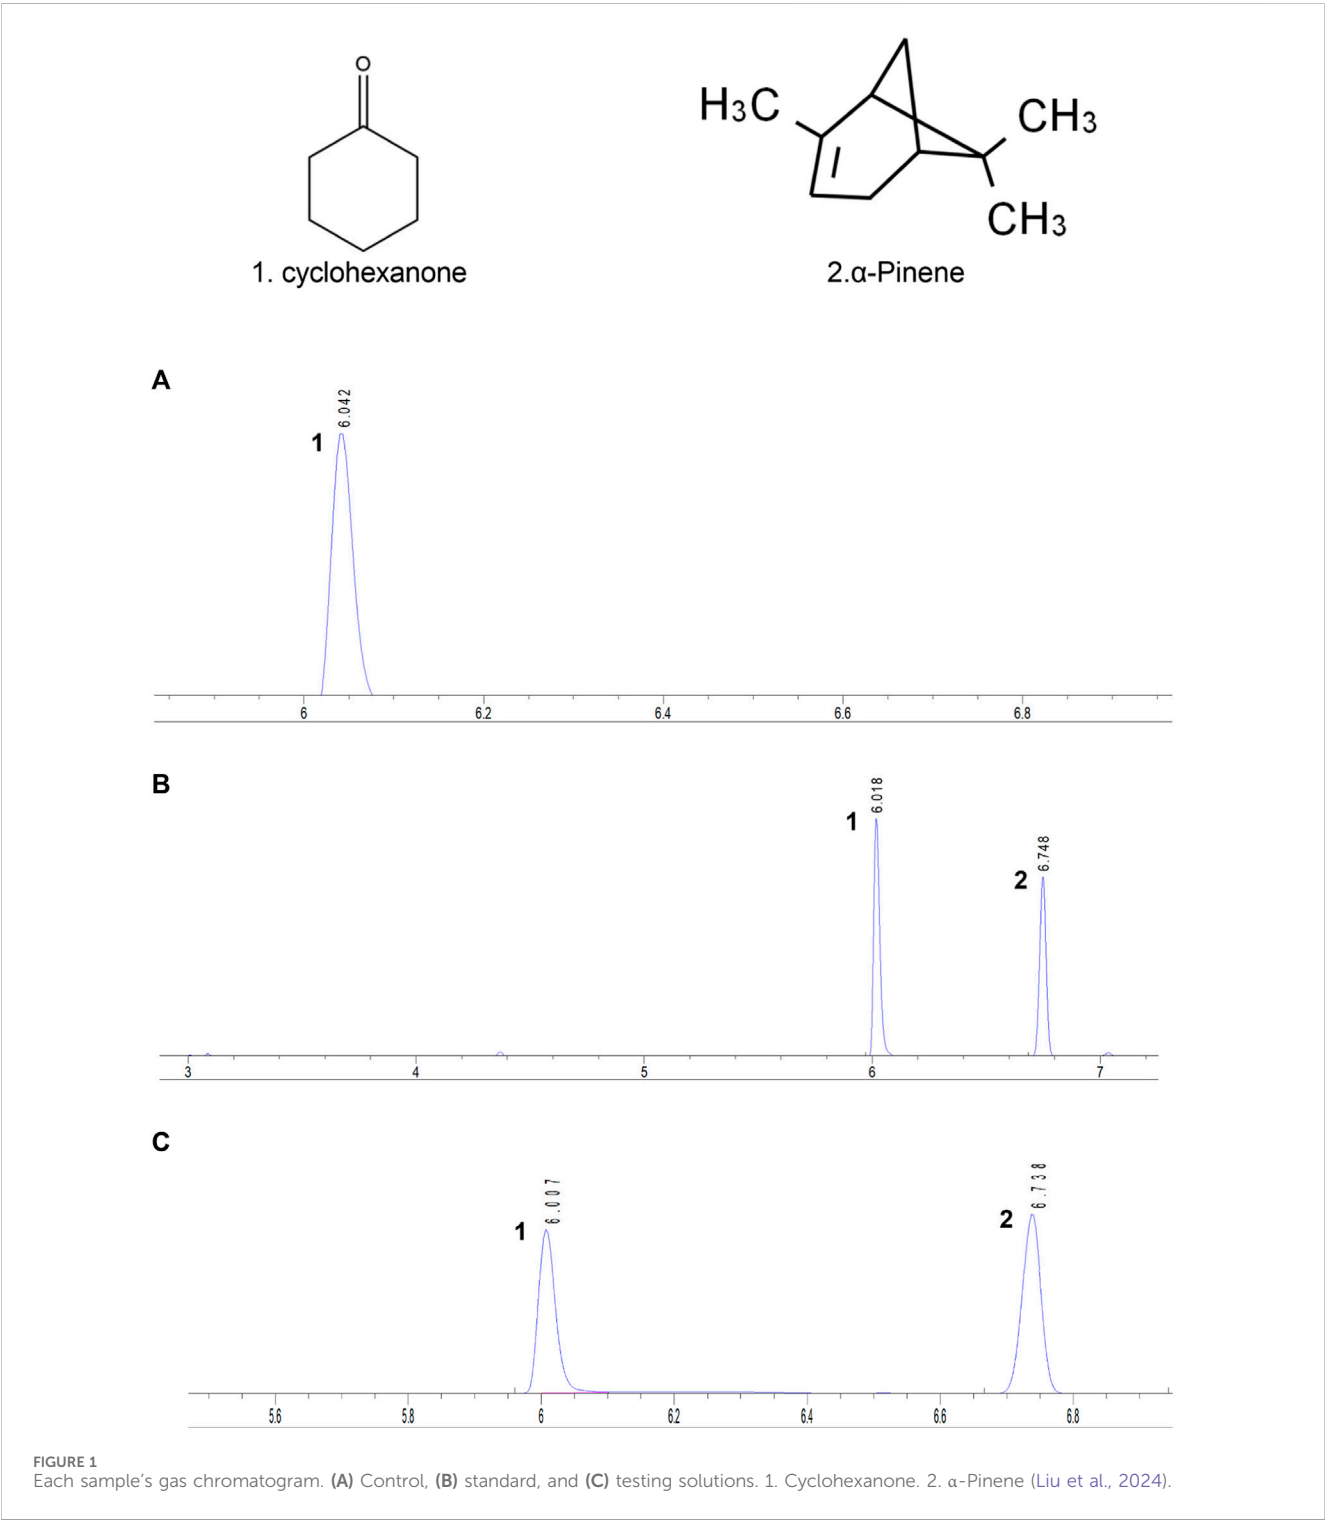 O
H3C
CH3
CH3
1. cyclohexanone
2.α-Pinene
A
6.042
1
6
6.2
6.4
6.6
6.8
B
6.018
1
6.748
2
3
4
5
6
7
C
6.007
1
6.738
2
5.6
5.8
6
6.2
6.4
6.6
6.8
FIGURE 1
Each sample's gas chromatogram. (A) Control, (B) standard, and (C) testing solutions. 1. Cyclohexanone. 2. α-Pinene (Liu et al., 2024).